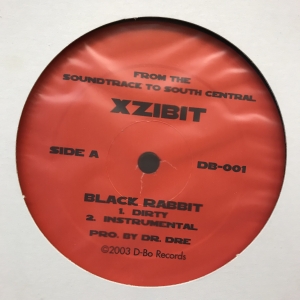 FROM THE
SOUNDTRACK TO SOUTH CENTRAL
XZIBIT
SIDE A
DB-001
BLACK RABBIT
1. DIRTY
2. INSTRUMENTAL
PRO. BY DR. DRE
©2003 D-Bo Records